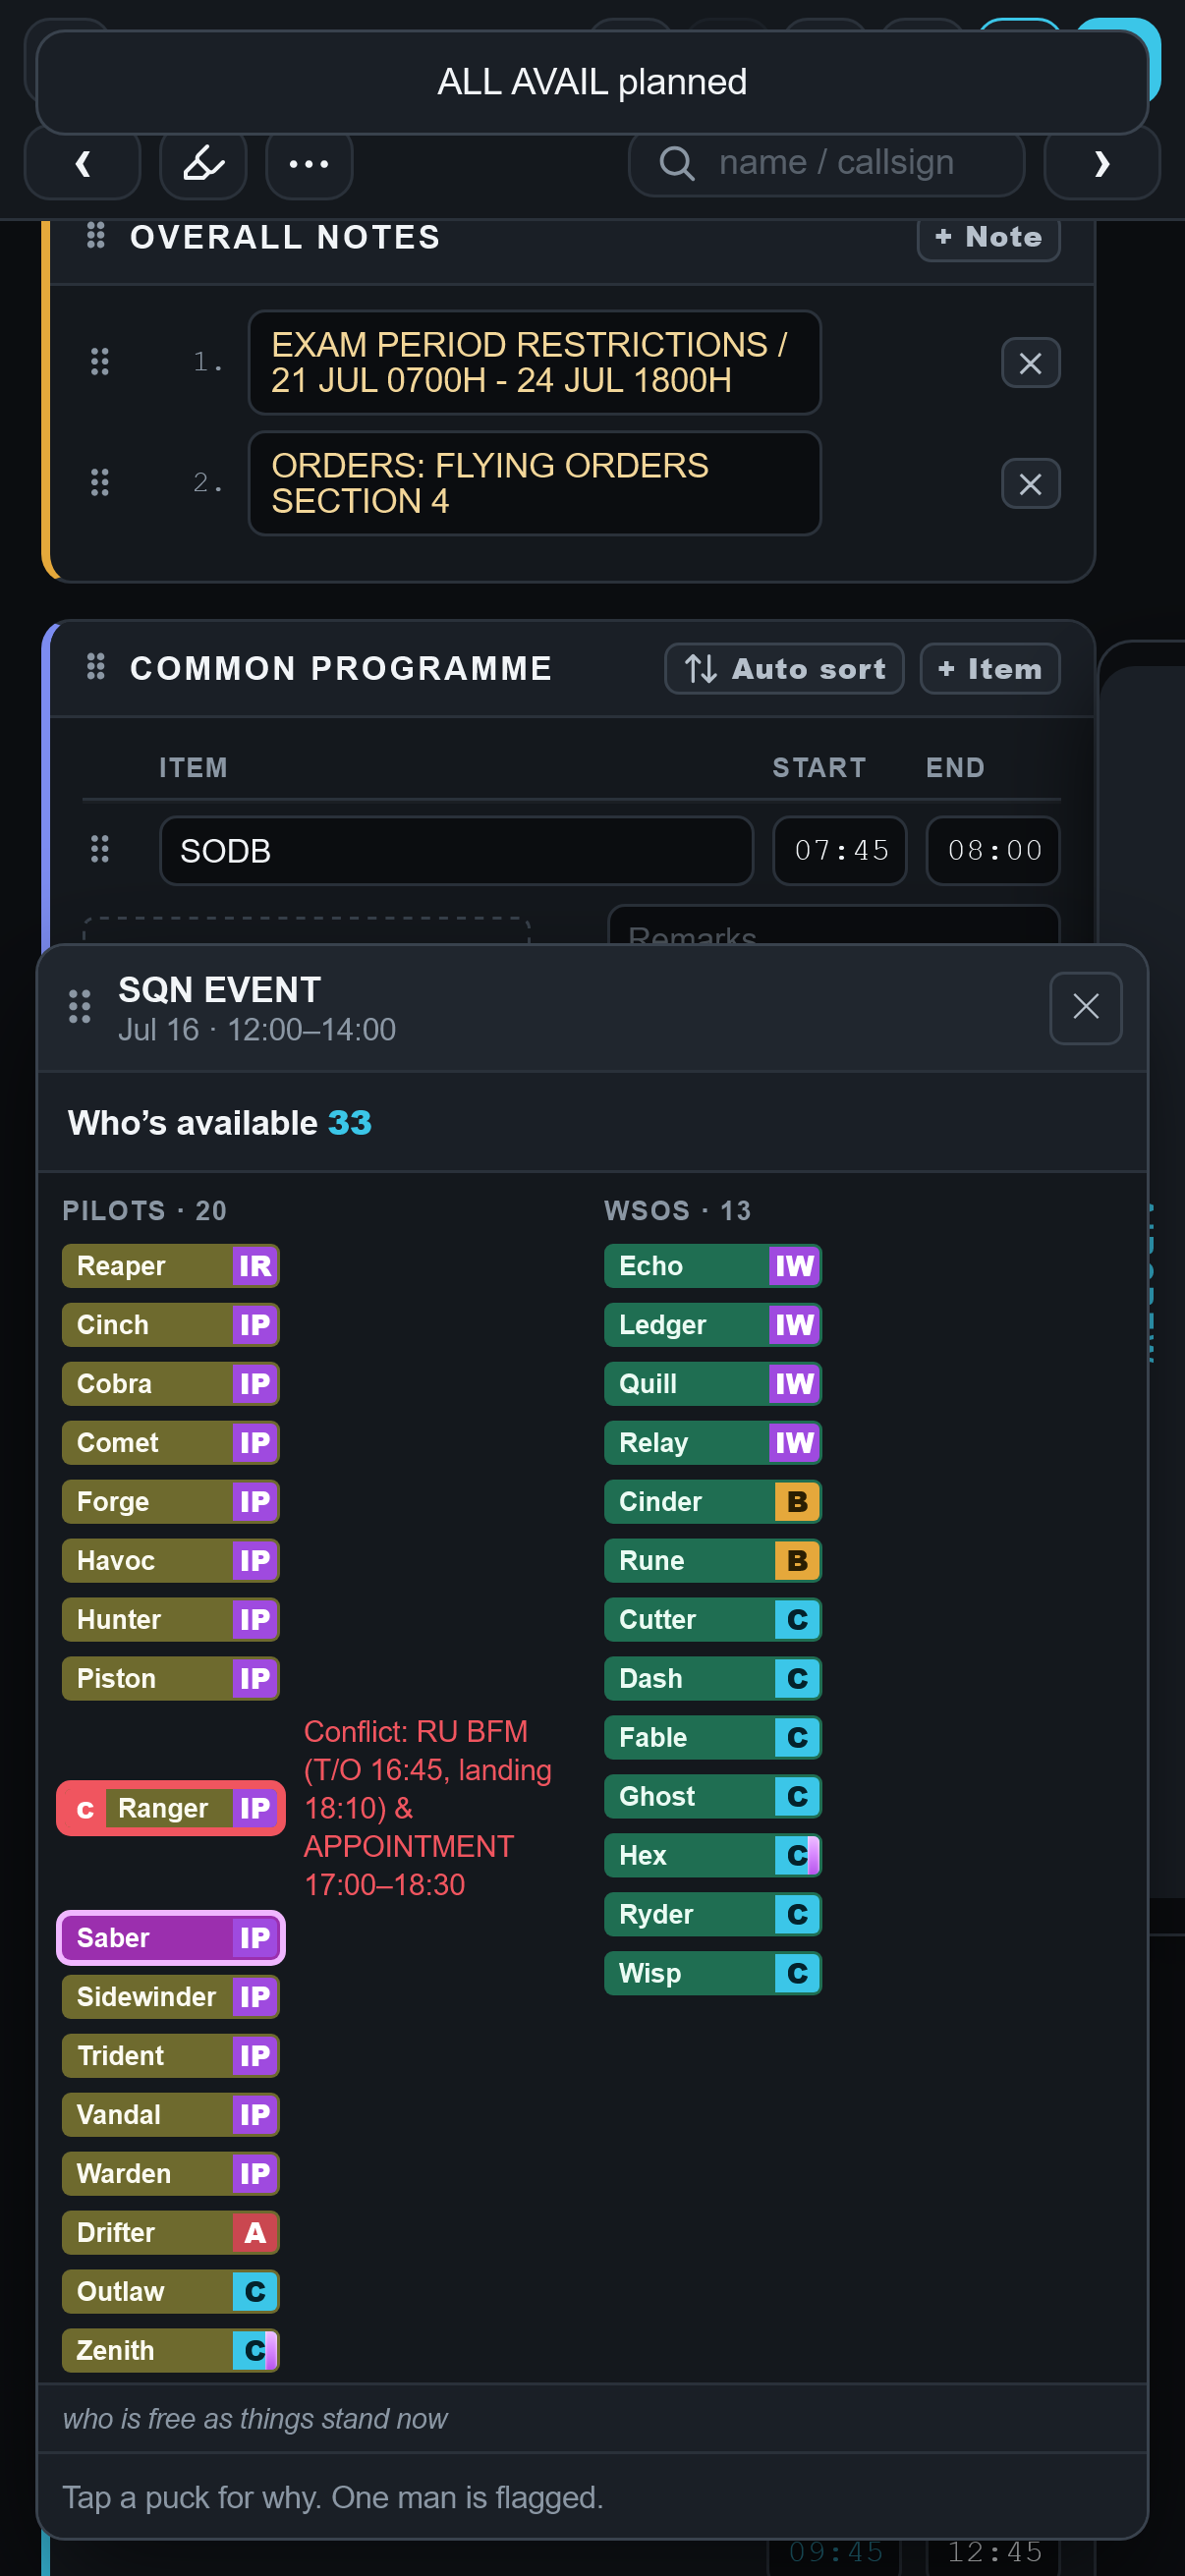 ALL AVAIL planned
name / callsign
OVERALL NOTES
+ Note
1.
EXAM PERIOD RESTRICTIONS /
21 JUL 0700H - 24 JUL 1800H
2.
ORDERS: FLYING ORDERS
SECTION 4
COMMON PROGRAMME
Auto sort
+ Item
ITEM START END
SODB 07:45 08:00
Remarks
SQN EVENT
Jul 16 · 12:00–14:00
Who’s available 33
PILOTS · 20
Reaper IR
Cinch IP
Cobra IP
Comet IP
Forge IP
Havoc IP
Hunter IP
Piston IP
c Ranger IP
Conflict: RU BFM
(T/O 16:45, landing
18:10) &
APPOINTMENT
17:00–18:30
Saber IP
Sidewinder IP
Trident IP
Vandal IP
Warden IP
Drifter A
Outlaw C
Zenith C
WSOS · 13
Echo IW
Ledger IW
Quill IW
Relay IW
Cinder B
Rune B
Cutter C
Dash C
Fable C
Ghost C
Hex C
Ryder C
Wisp C
who is free as things stand now
Tap a puck for why. One man is flagged.
09:45 12:45